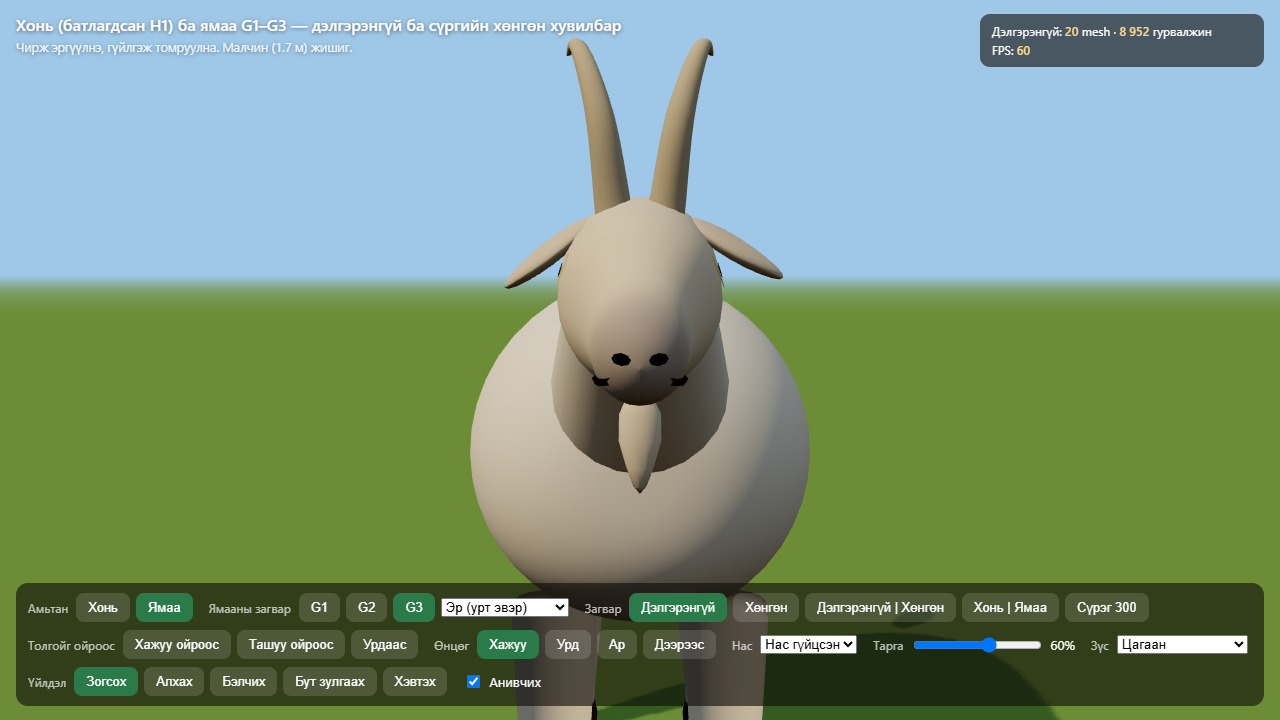 Хонь (батлагдсан H1) ба ямаа G1–G3 — дэлгэрэнгүй ба сүргийн хөнгөн хувилбар
Чирж эргүүлнэ, гүйлгэж томруулна. Малчин (1.7 м) жишиг.
Дэлгэрэнгүй: 20 mesh · 8 952 гурвалжин
FPS: 60
Амьтан Хонь Ямаа Ямааны загвар G1 G2 G3 Эр (урт эвэр) Загвар Дэлгэрэнгүй Хөнгөн Дэлгэрэнгүй | Хөнгөн Хонь | Ямаа Сүрэг 300
Толгойг ойроос Хажуу ойроос Ташуу ойроос Урдаас Өнцөг Хажуу Урд Ар Дээрээс Нас Нас гүйцсэн Тарга 60% Зүс Цагаан
Үйлдэл Зогсох Алхах Бэлчих Бут зулгаах Хэвтэх Анивчих